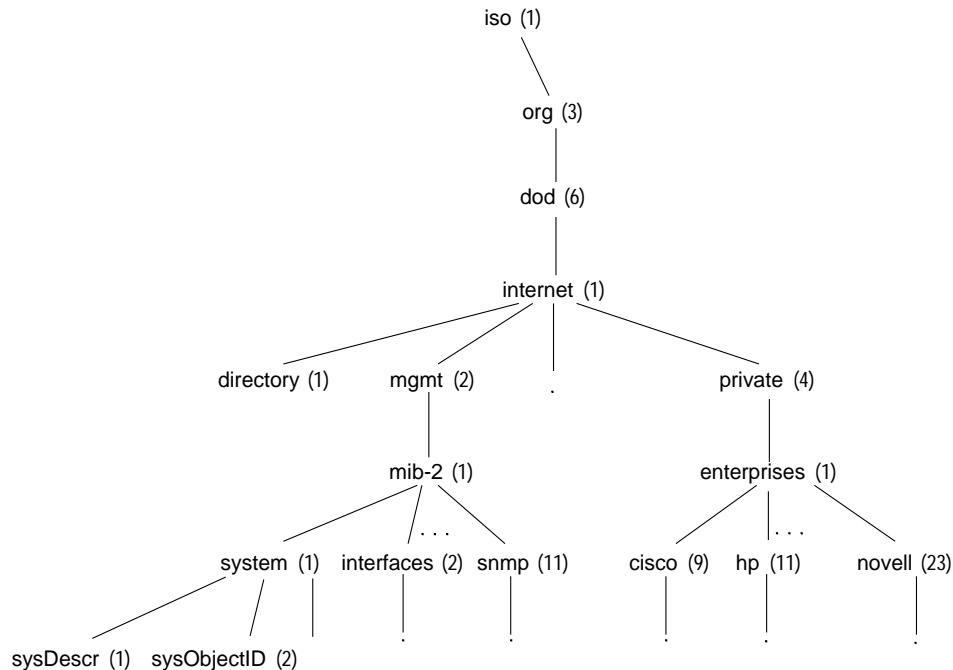 iso (1)
org (3)
dod (6)
internet (1)
directory (1) mgmt (2) . private (4)
mib-2 (1) enterprises (1)
. . . . . .
system (1) interfaces (2) snmp (11) cisco (9) hp (11) novell (23)
. . . . .
sysDescr (1) sysObjectID (2)